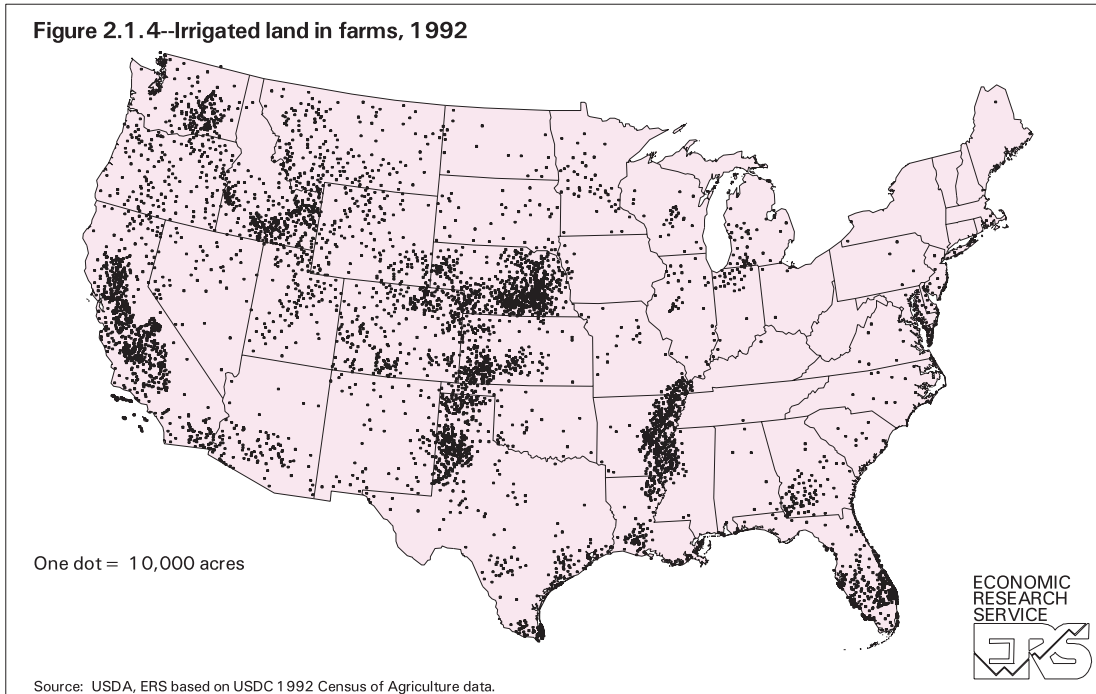 Figure 2.1.4--Irrigated land in farms, 1992
One dot = 10,000 acres
ECONOMIC
RESEARCH
SERVICE
ERS
Source: USDA, ERS based on USDC 1992 Census of Agriculture data.